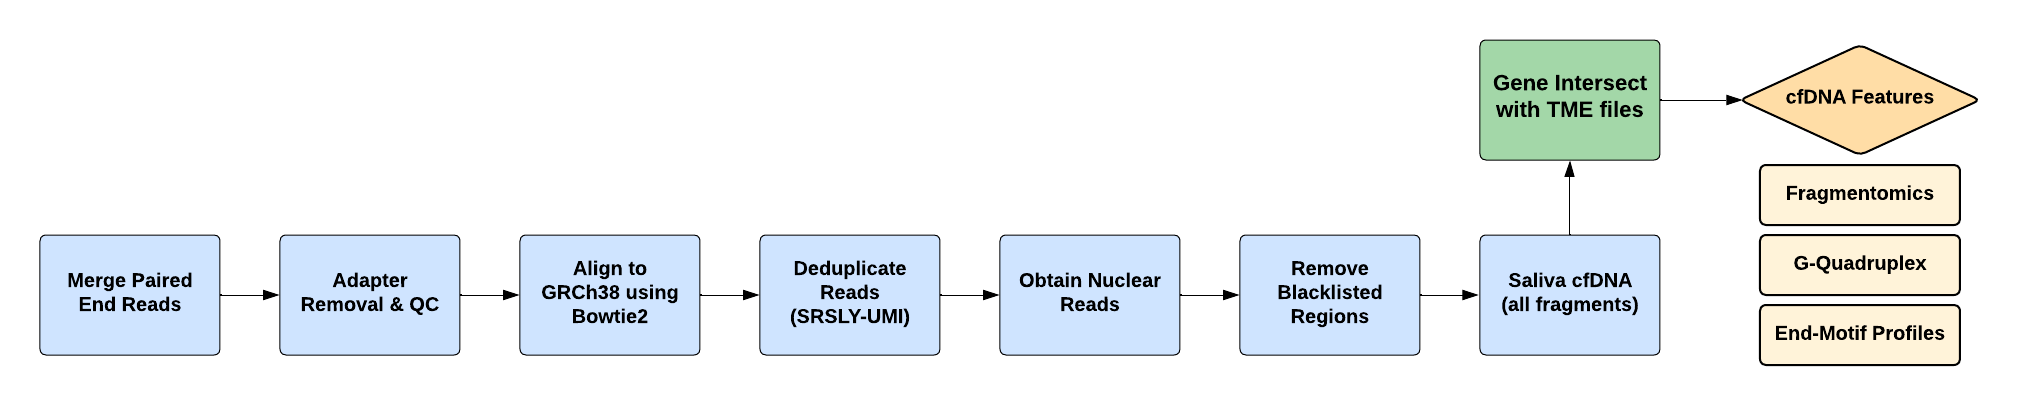 Merge Paired
End Reads
Adapter
Removal & QC
Align to
GRCh38 using
Bowtie2
Deduplicate
Reads
(SRSLY-UMI)
Obtain Nuclear
Reads
Remove
Blacklisted
Regions
Saliva cfDNA
(all fragments)
Gene Intersect
with TME files
cfDNA Features
Fragmentomics
G-Quadruplex
End-Motif Profiles